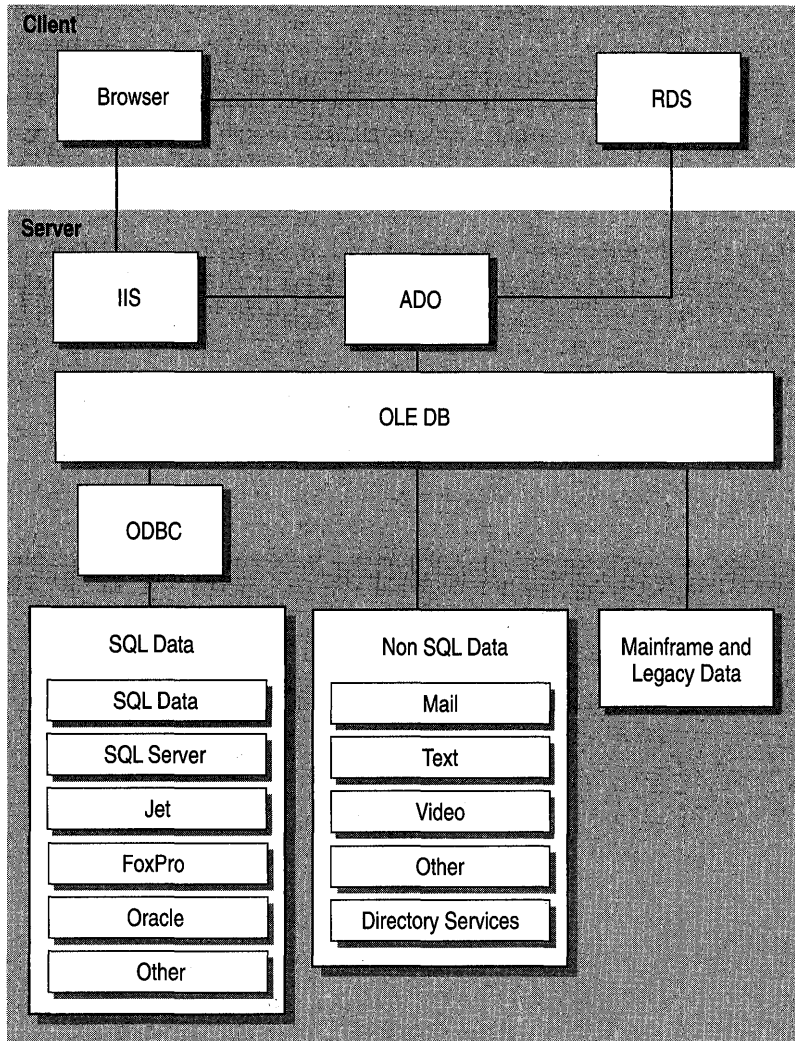 Client
Browser
RDS
Server
IIS
ADO
OLE DB
ODBC
SQL Data
SQL Data
SQL Server
Jet
FoxPro
Oracle
Other
Non SQL Data
Mail
Text
Video
Other
Directory Services
Mainframe and
Legacy Data